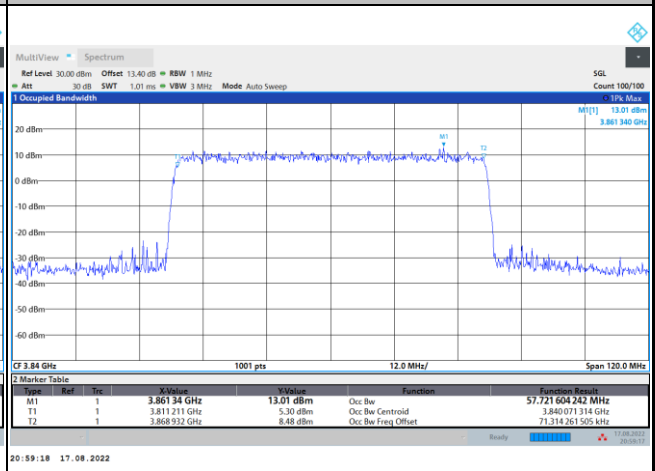 MultiView Spectrum
Ref Level 30.00 dBm Offset 13.40 dB RBW 1 MHz SGL
Att 30 dB SWT 1.01 ms VBW 3 MHz Mode Auto Sweep Count 100/100
1 Occupied Bandwidth 1Pk Max
M1[1] 13.01 dBm
3.861 340 GHz
20 dBm
M1
T2
10 dBm
0 dBm
-10 dBm
-20 dBm
-30 dBm
-40 dBm
-50 dBm
-60 dBm
CF 3.84 GHz 1001 pts 12.0 MHz/ Span 120.0 MHz
2 Marker Table
Type Ref Trc X-Value Y-Value Function Function Result
M1 1 3.861 34 GHz 13.01 dBm Occ Bw 57.721 604 242 MHz
T1 1 3.811 211 GHz 5.30 dBm Occ Bw Centroid 3.840 071 314 GHz
T2 1 3.868 932 GHz 8.48 dBm Occ Bw Freq Offset 71.314 261 505 kHz
Ready 17.08.2022
20:59:17
20:59:18 17.08.2022